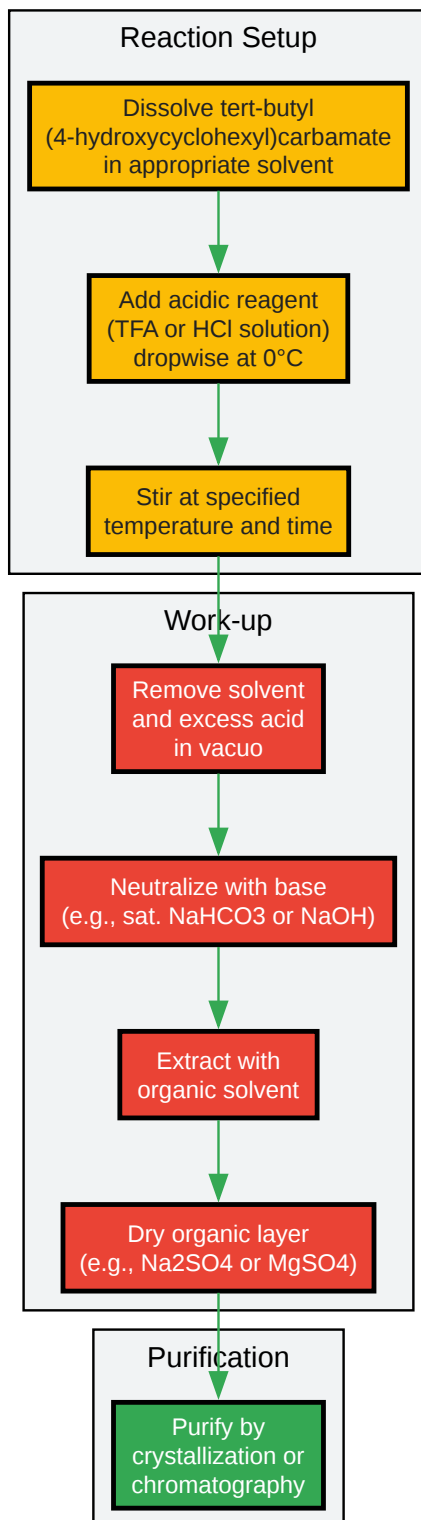 Reaction Setup
Dissolve tert-butyl
(4-hydroxycyclohexyl)carbamate
in appropriate solvent
Add acidic reagent
(TFA or HCl solution)
dropwise at 0°C
Stir at specified
temperature and time
Work-up
Remove solvent
and excess acid
in vacuo
Neutralize with base
(e.g., sat. NaHCO3 or NaOH)
Extract with
organic solvent
Dry organic layer
(e.g., Na2SO4 or MgSO4)
Purification
Purify by
crystallization or
chromatography